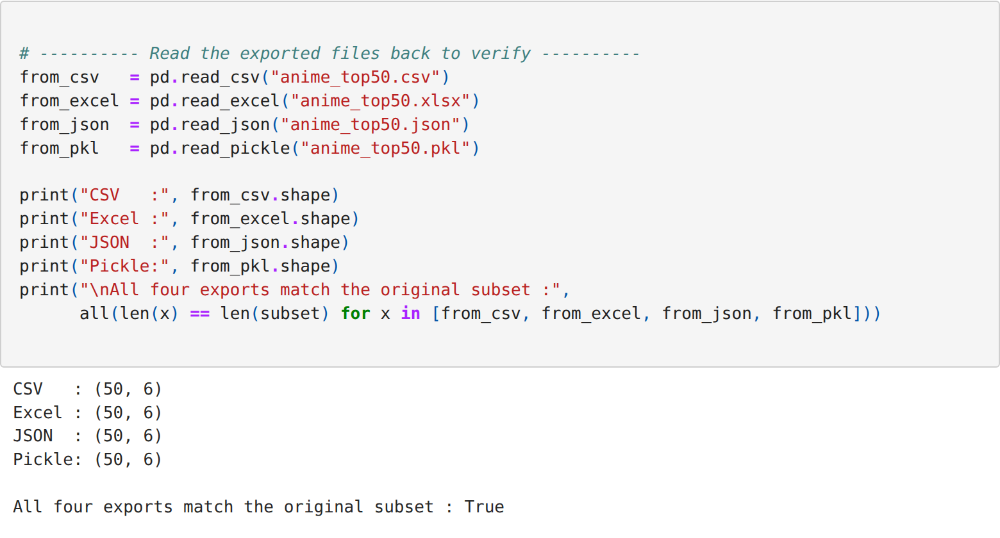 # ---------- Read the exported files back to verify ----------
from_csv   = pd.read_csv("anime_top50.csv")
from_excel = pd.read_excel("anime_top50.xlsx")
from_json  = pd.read_json("anime_top50.json")
from_pkl   = pd.read_pickle("anime_top50.pkl")

print("CSV   :", from_csv.shape)
print("Excel :", from_excel.shape)
print("JSON  :", from_json.shape)
print("Pickle:", from_pkl.shape)
print("\nAll four exports match the original subset :",
      all(len(x) == len(subset) for x in [from_csv, from_excel, from_json, from_pkl]))

CSV   : (50, 6)
Excel : (50, 6)
JSON  : (50, 6)
Pickle: (50, 6)

All four exports match the original subset : True